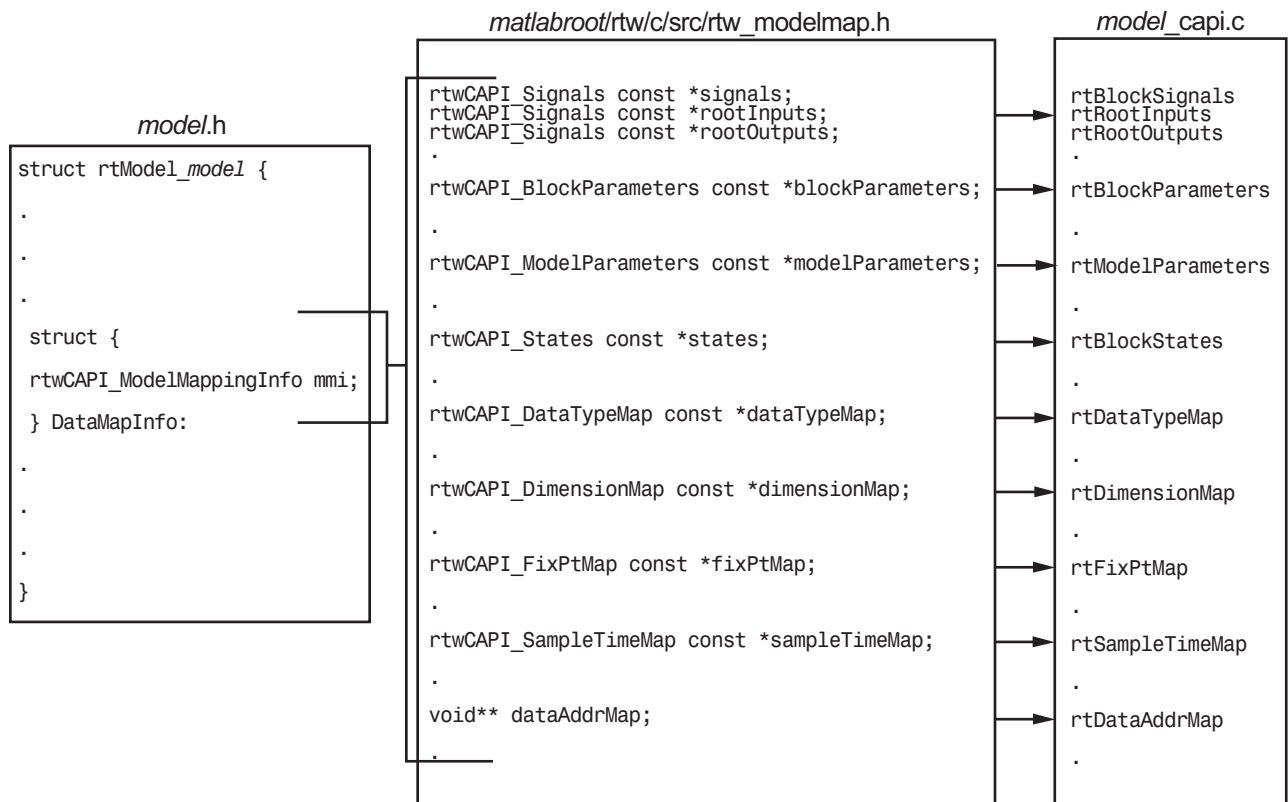 model.h
struct rtModel_model {
.
.
.
struct {
rtwCAPI_ModelMappingInfo mmi;
} DataMapInfo:
.
.
.
}
matlabroot/rtw/c/src/rtw_modelmap.h
rtwCAPI_Signals const *signals;
rtwCAPI_Signals const *rootInputs;
rtwCAPI_Signals const *rootOutputs;
.
rtwCAPI_BlockParameters const *blockParameters;
.
rtwCAPI_ModelParameters const *modelParameters;
.
rtwCAPI_States const *states;
.
rtwCAPI_DataTypeMap const *dataTypeMap;
.
rtwCAPI_DimensionMap const *dimensionMap;
.
rtwCAPI_FixPtMap const *fixPtMap;
.
rtwCAPI_SampleTimeMap const *sampleTimeMap;
.
void** dataAddrMap;
.
model_capi.c
rtBlockSignals
rtRootInputs
rtRootOutputs
.
rtBlockParameters
.
rtModelParameters
.
rtBlockStates
.
rtDataTypeMap
.
rtDimensionMap
.
rtFixPtMap
.
rtSampleTimeMap
.
rtDataAddrMap
.